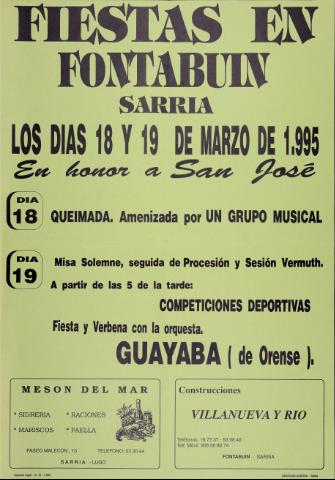 FIESTAS EN
FONTABUIN
SARRIA
LOS DIAS 18 Y 19 DE MARZO DE 1.995
En honor a San José
DIA
18
QUEIMADA. Amenizada por UN GRUPO MUSICAL
DIA
19
Misa Solemne, seguida de Procesión y Sesión Vermuth.
A partir de las 5 de la tarde:
COMPETICIONES DEPORTIVAS
Fiesta y Verbena con la orquesta.
GUAYABA ( de Orense ).
MESON DEL MAR
* SIDRERIA * RACIONES
* MARISCOS * PAELLA
PASEO MALECON, 15 TELEFONO: 53.30.44
SARRIA - LUGO
Construcciones
VILLANUEVA Y RIO
FONTABUIN - SARRIA